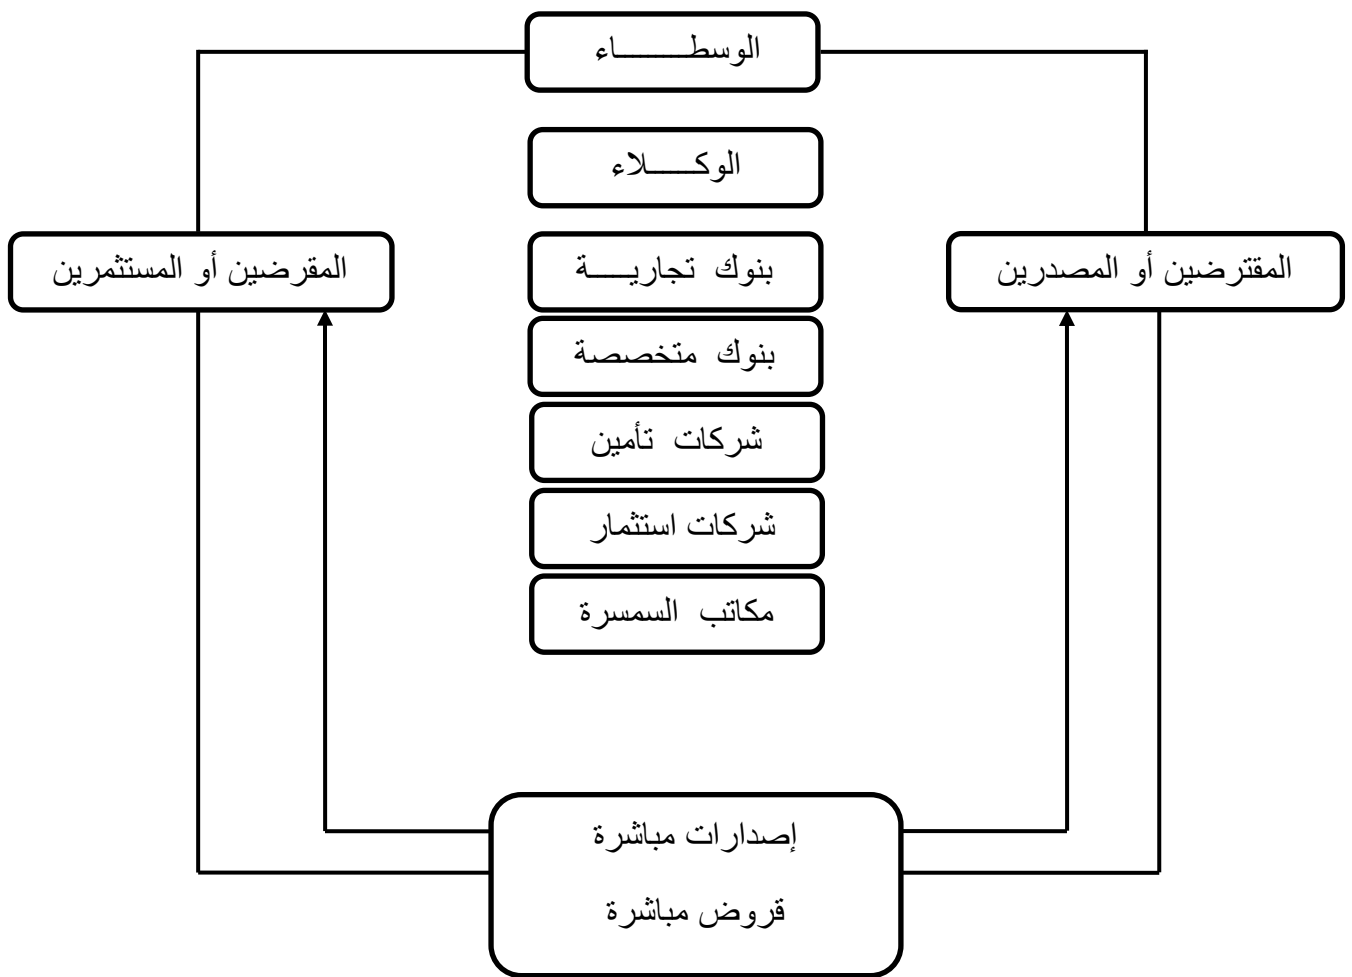 الوسطـــــــاء
الوكـــــلاء
المقترضين أو المصدرين
بنوك تجاريـــــة
المقرضين أو المستثمرين
بنوك متخصصة
شركات تأمين
شركات استثمار
مكاتب السمسرة
إصدارات مباشرة
قروض مباشرة